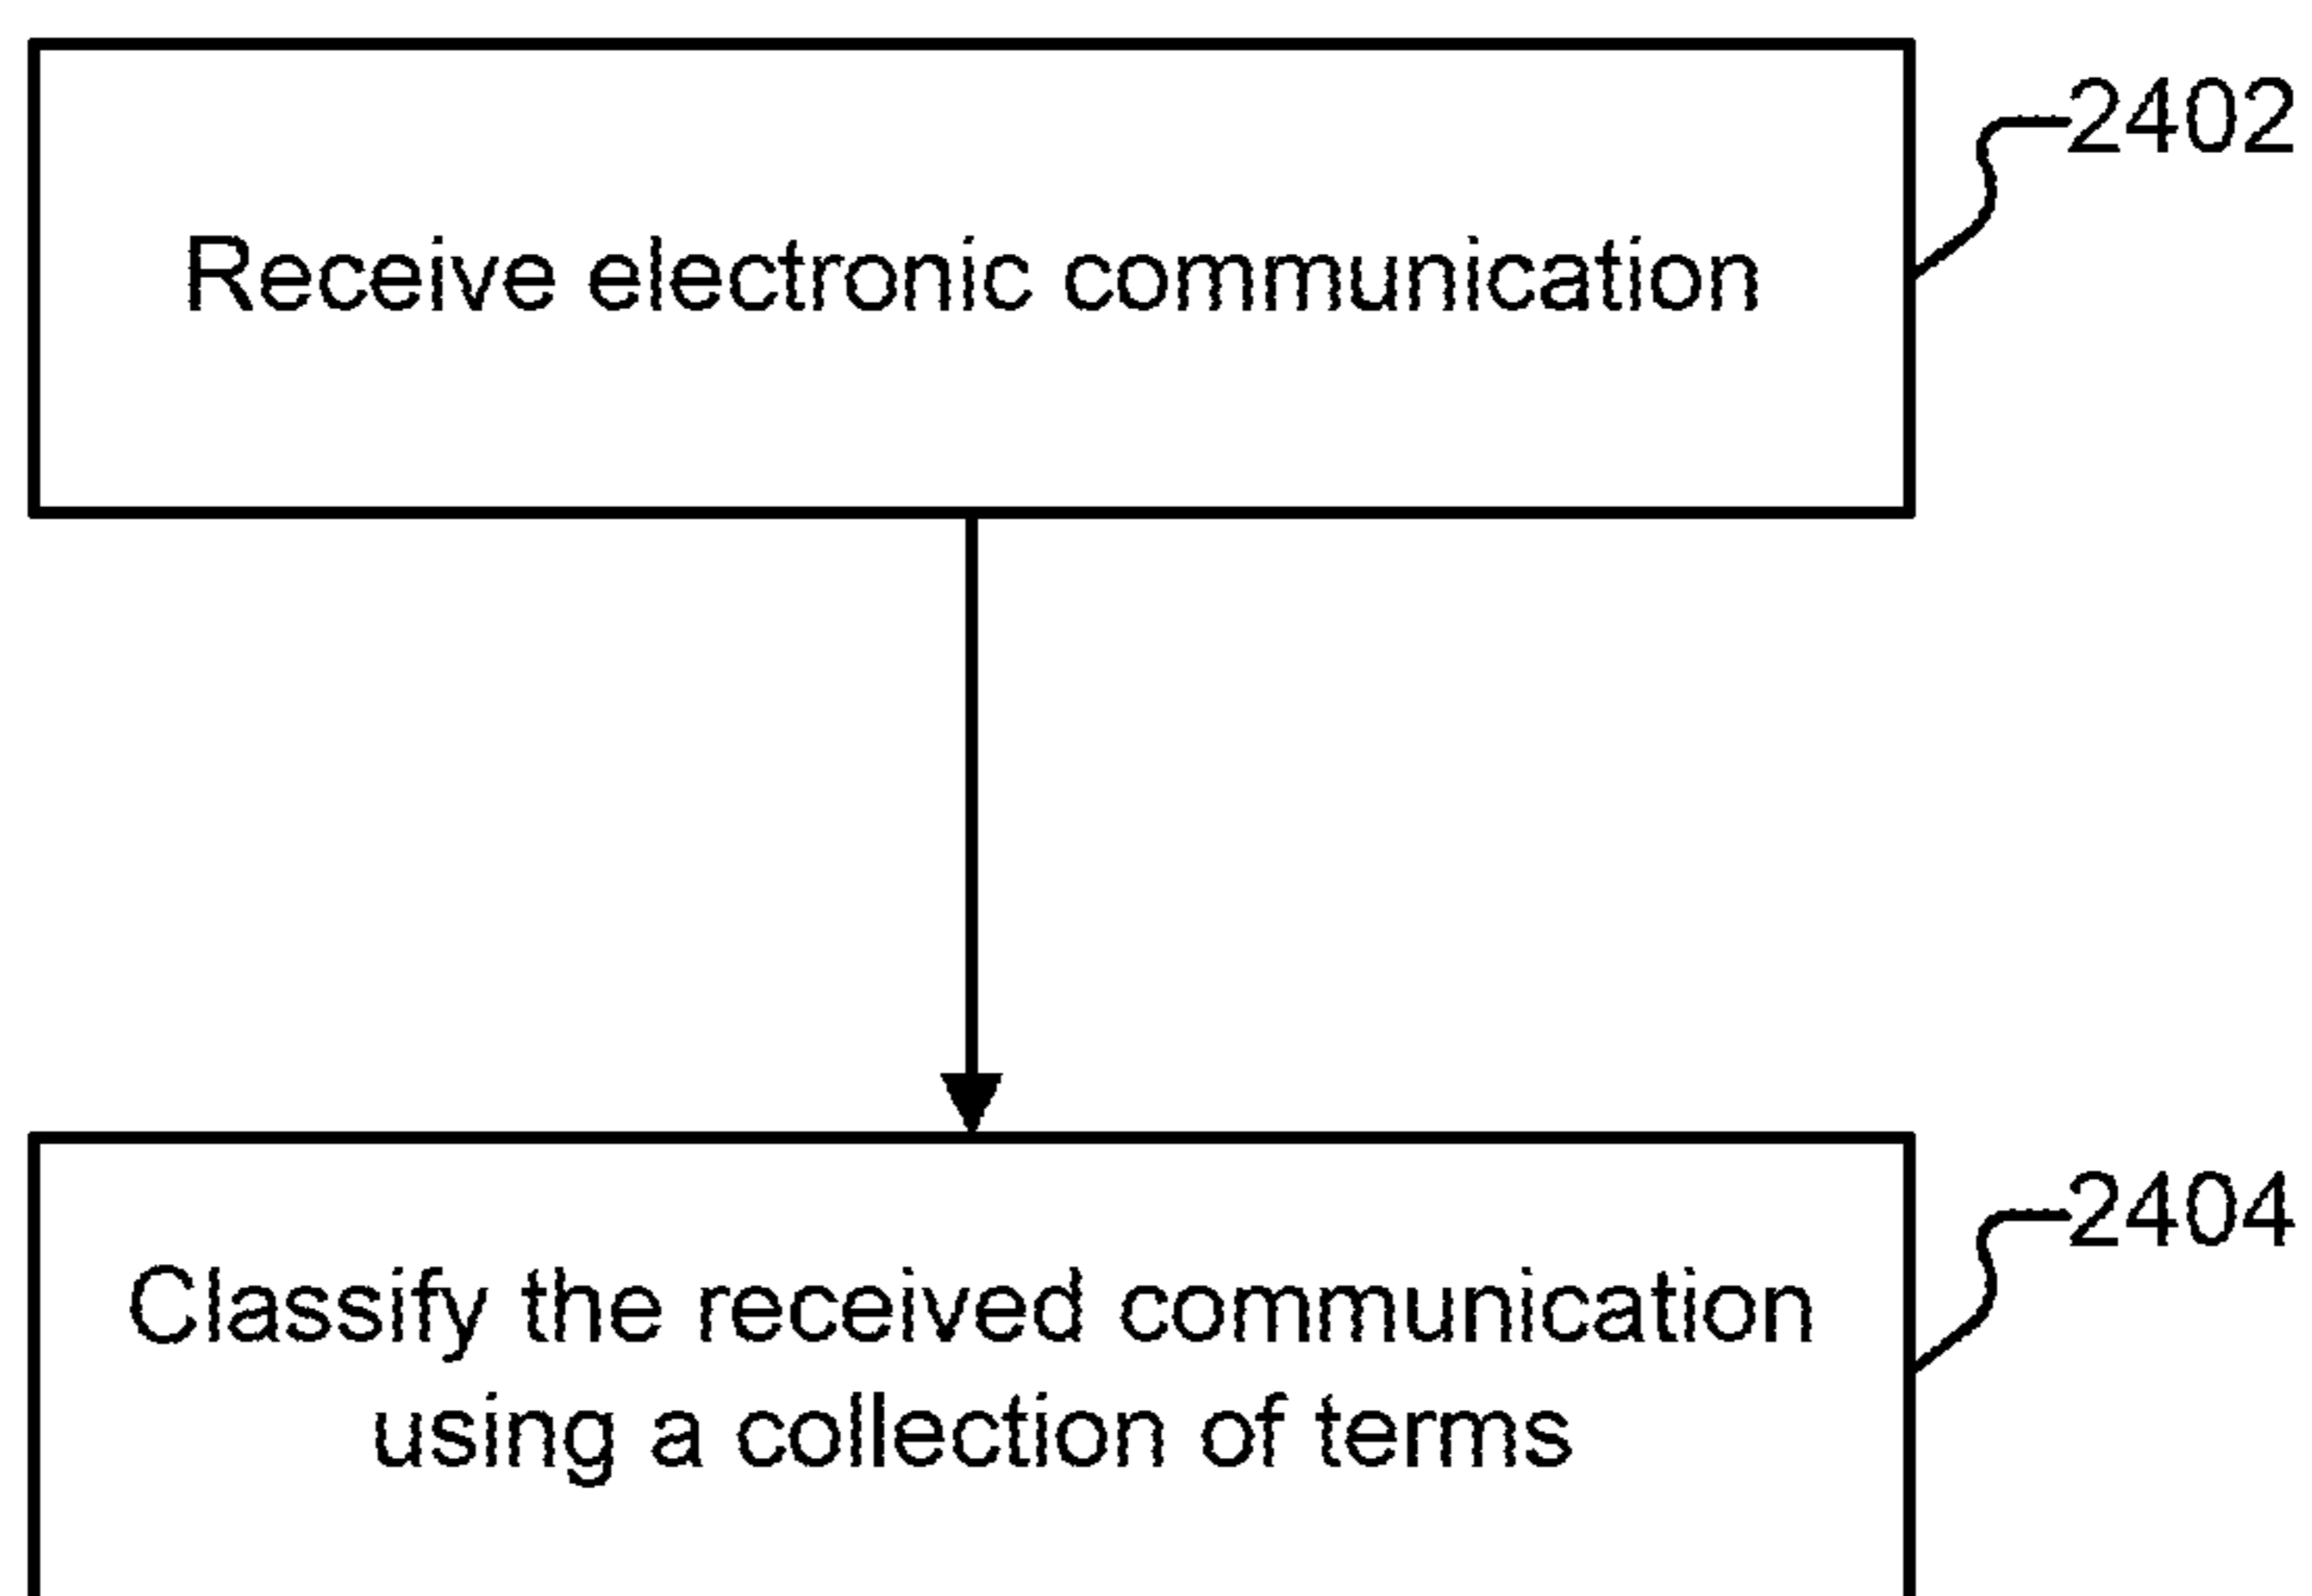 2402
Receive electronic communication
2404
Classify the received communication
using a collection of terms